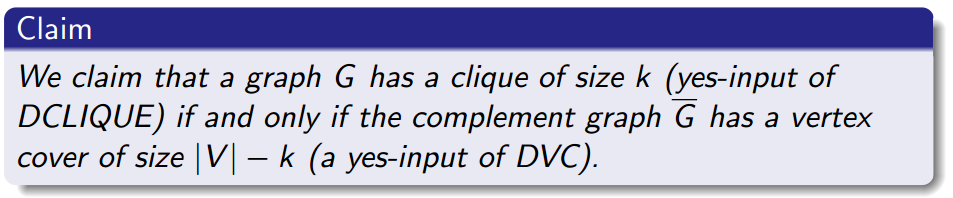 Claim
We claim that a graph G has a clique of size k (yes-input of
DCLIQUE) if and only if the complement graph G̅ has a vertex
cover of size |V| − k (a yes-input of DVC).